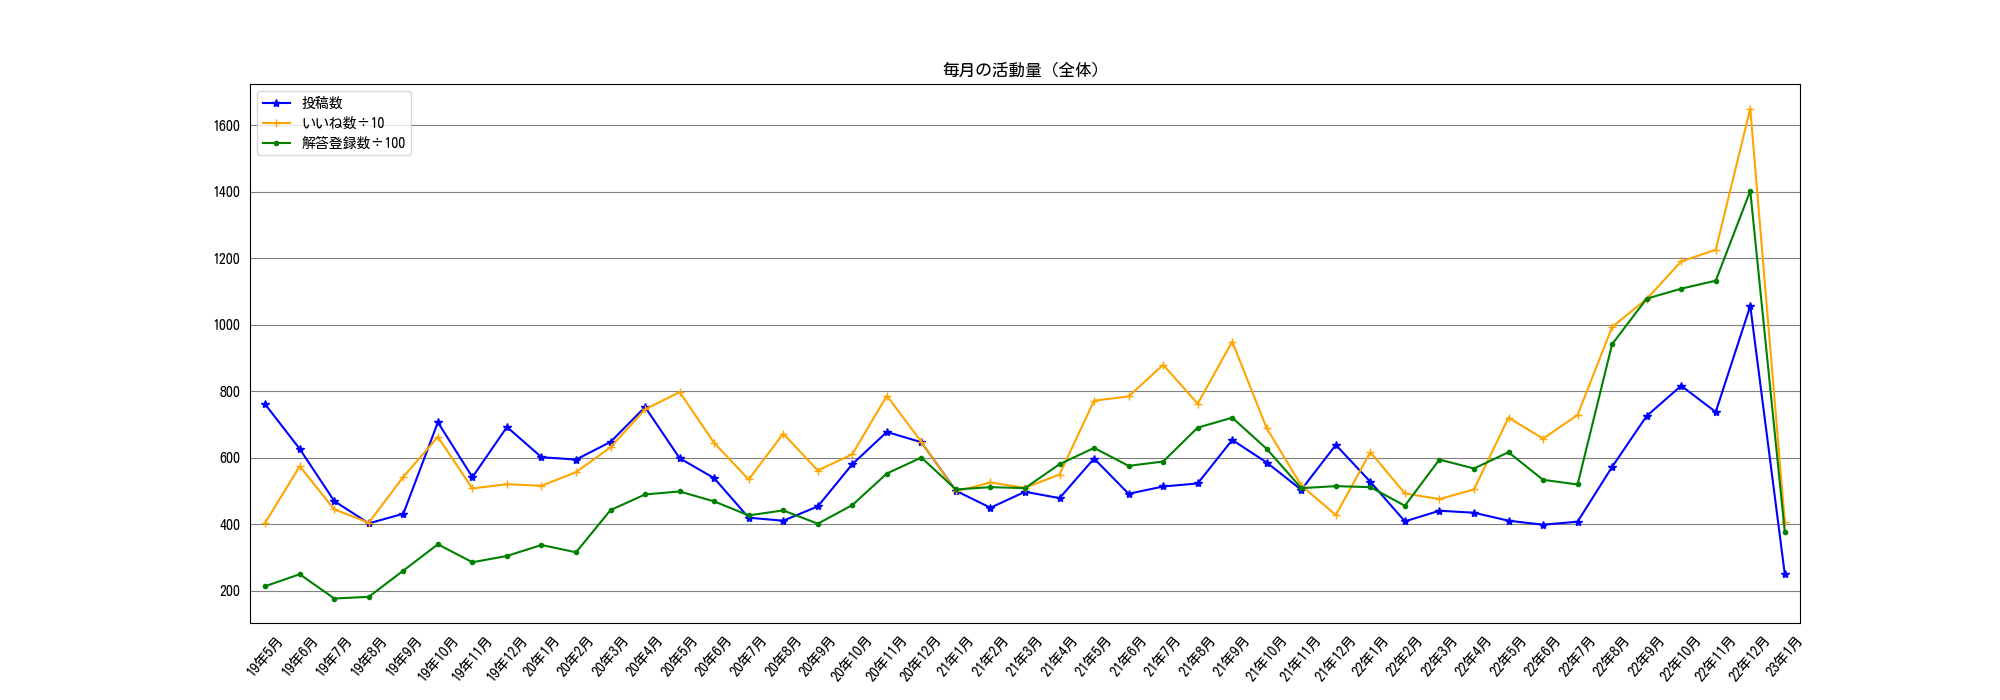 毎月の活動量（全体）
投稿数
いいね数÷10
解答登録数÷100
1600
1400
1200
1000
800
600
400
200
19年5月
19年6月
19年7月
19年8月
19年9月
19年10月
19年11月
19年12月
20年1月
20年2月
20年3月
20年4月
20年5月
20年6月
20年7月
20年8月
20年9月
20年10月
20年11月
20年12月
21年1月
21年2月
21年3月
21年4月
21年5月
21年6月
21年7月
21年8月
21年9月
21年10月
21年11月
21年12月
22年1月
22年2月
22年3月
22年4月
22年5月
22年6月
22年7月
22年8月
22年9月
22年10月
22年11月
22年12月
23年1月